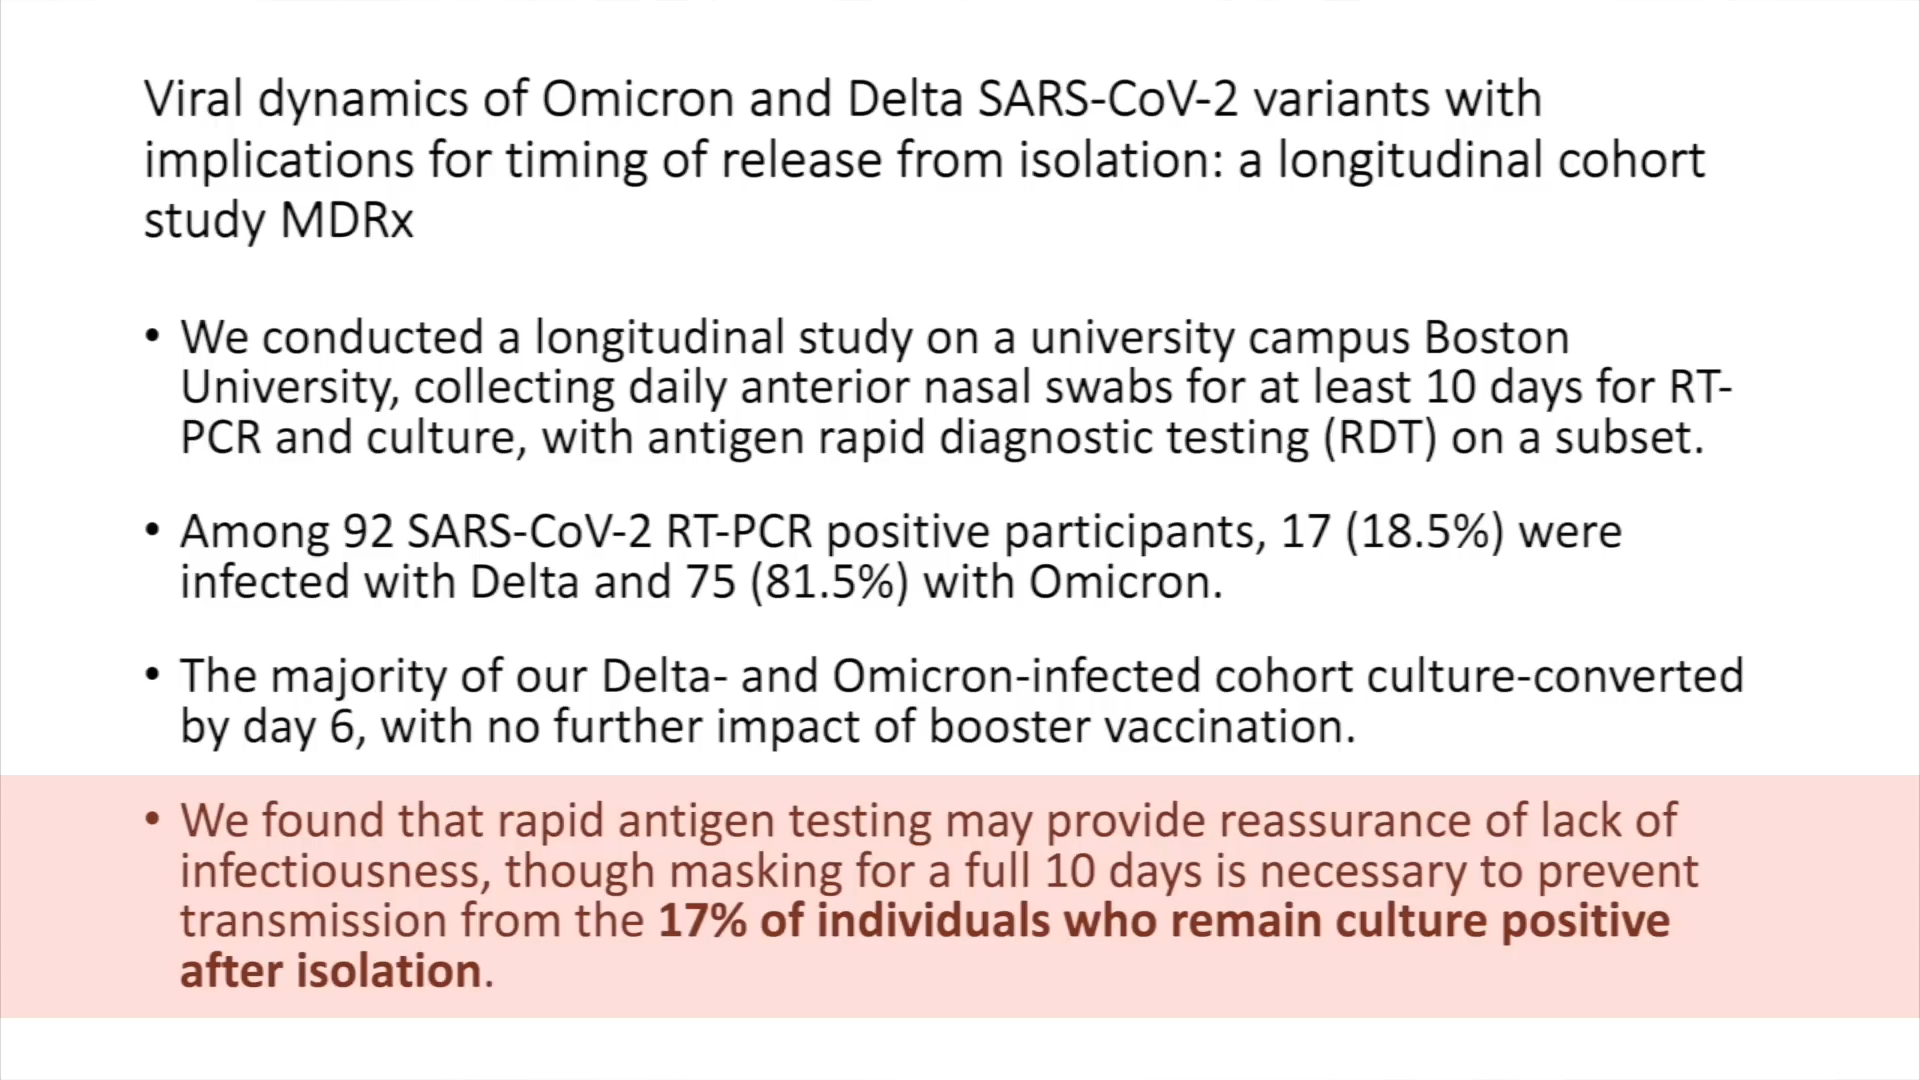 Viral dynamics of Omicron and Delta SARS-CoV-2 variants with
implications for timing of release from isolation: a longitudinal cohort
study MDRx
• We conducted a longitudinal study on a university campus Boston
University, collecting daily anterior nasal swabs for at least 10 days for RT-
PCR and culture, with antigen rapid diagnostic testing (RDT) on a subset.
• Among 92 SARS-CoV-2 RT-PCR positive participants, 17 (18.5%) were
infected with Delta and 75 (81.5%) with Omicron.
• The majority of our Delta- and Omicron-infected cohort culture-converted
by day 6, with no further impact of booster vaccination.
• We found that rapid antigen testing may provide reassurance of lack of
infectiousness, though masking for a full 10 days is necessary to prevent
transmission from the 17% of individuals who remain culture positive
after isolation.